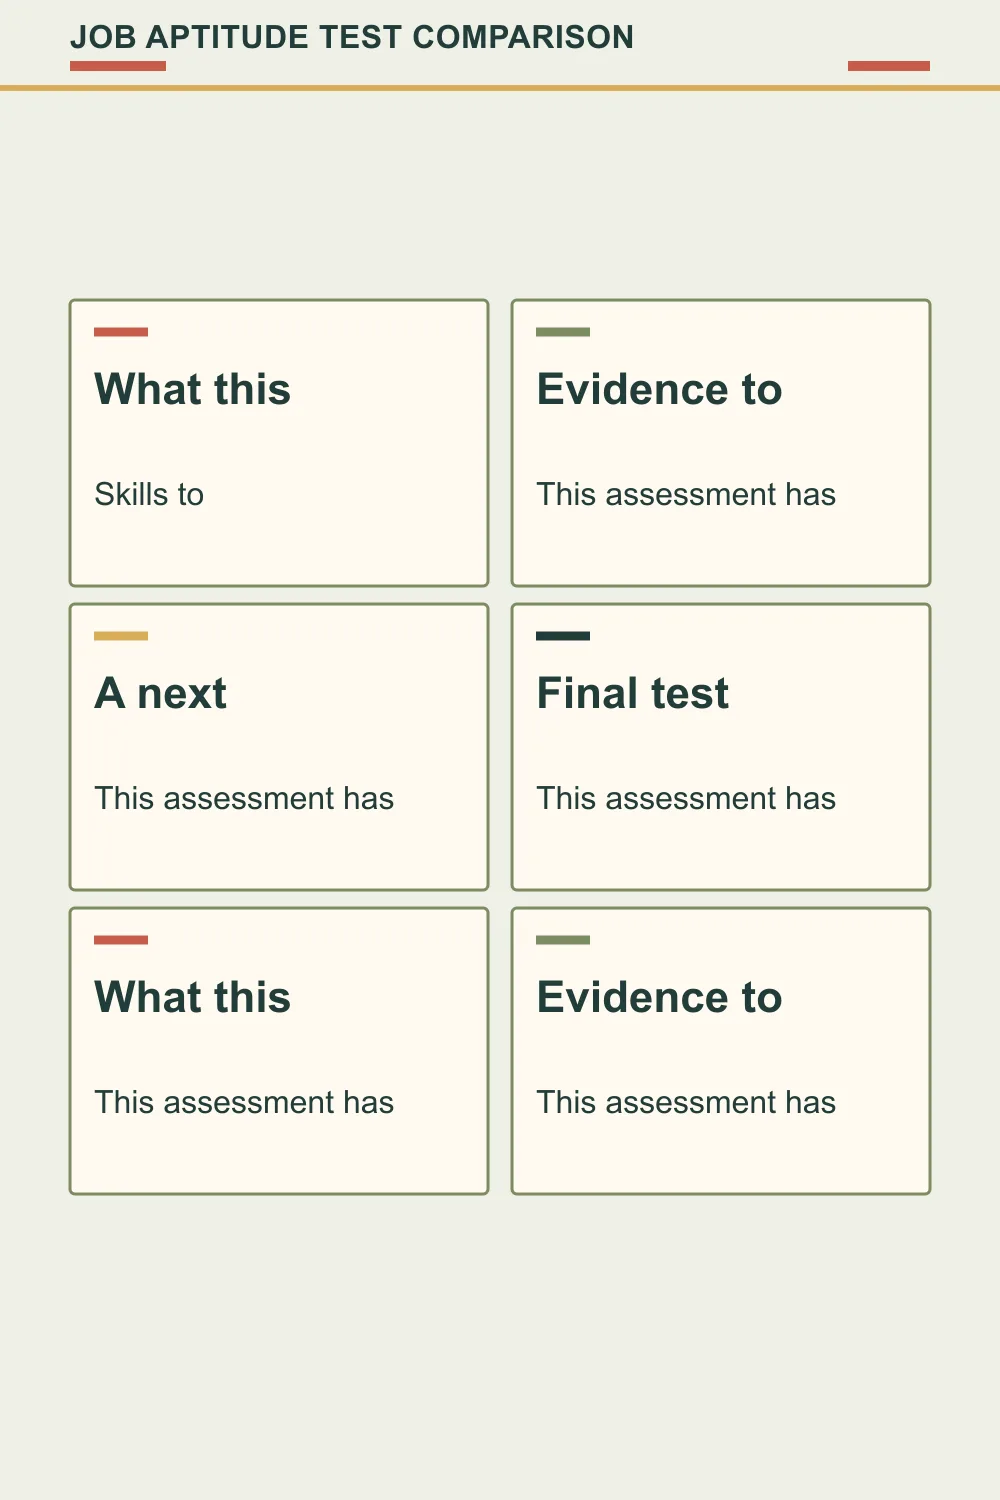 JOB APTITUDE TEST COMPARISON
What this
Skills to
Evidence to
This assessment has
A next
This assessment has
Final test
This assessment has
What this
This assessment has
Evidence to
This assessment has